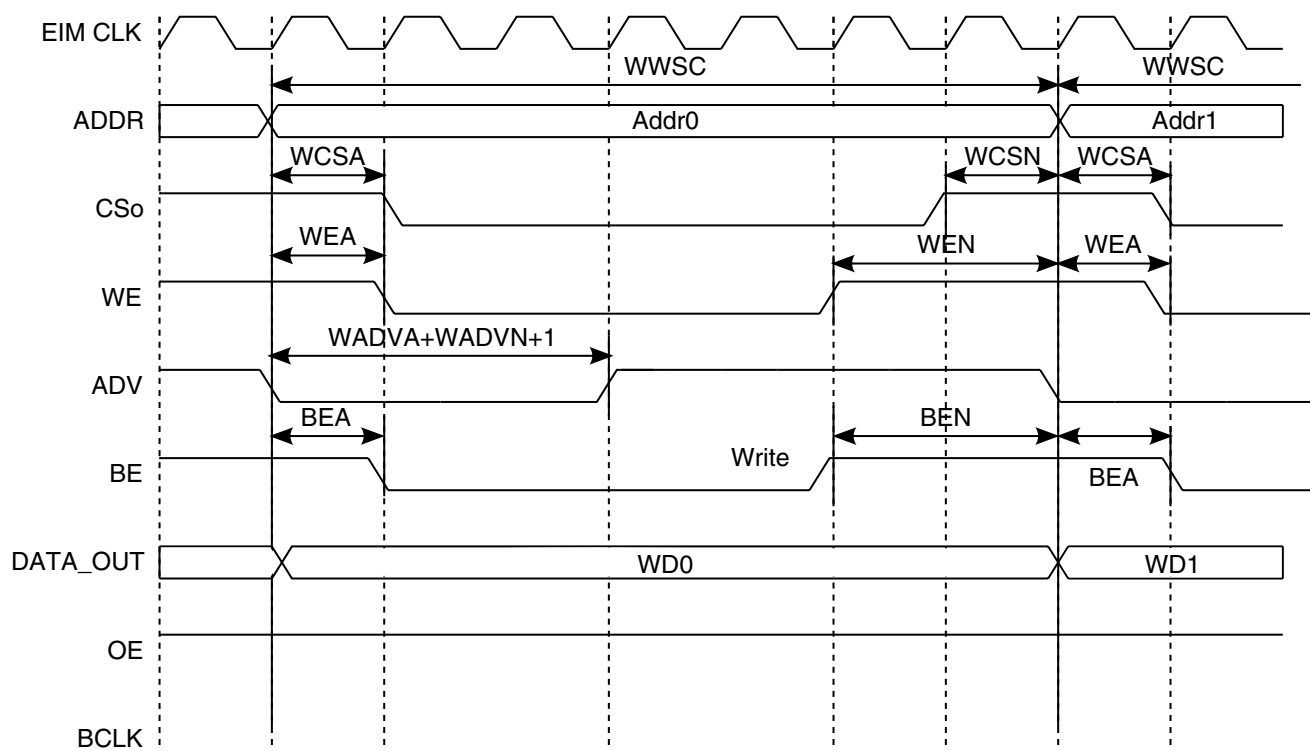 EIM CLK
WWSC WWSC
ADDR Addr0 Addr1
WCSA WCSN WCSA
CSo
WEA WEN WEA
WE
WADVA+WADVN+1
ADV
BEA BEN
BE Write BEA
DATA_OUT WD0 WD1
OE
BCLK